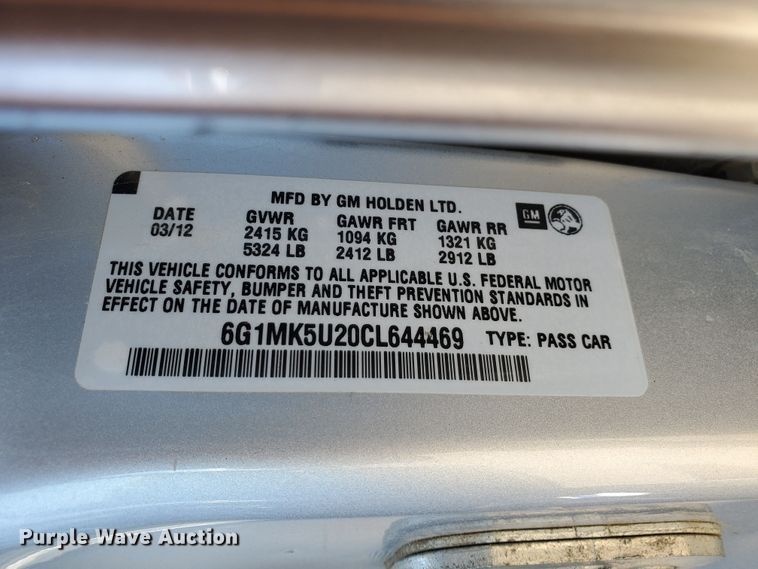 MFD BY GM HOLDEN LTD.
DATE GVWR GAWR FRT GAWR RR GM
03/12 2415 KG 1094 KG 1321 KG
5324 LB 2412 LB 2912 LB
THIS VEHICLE CONFORMS TO ALL APPLICABLE U.S. FEDERAL MOTOR
VEHICLE SAFETY, BUMPER AND THEFT PREVENTION STANDARDS IN
EFFECT ON THE DATE OF MANUFACTURE SHOWN ABOVE.
6G1MK5U20CL644469 TYPE: PASS CAR
Purple Wave Auction